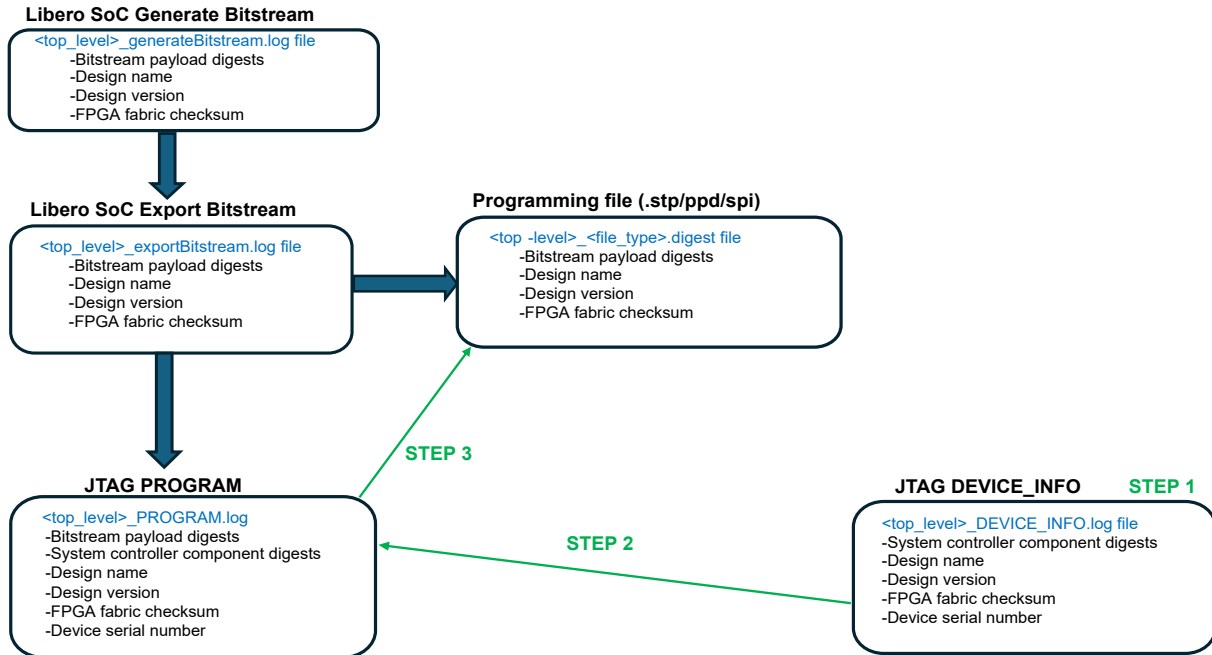 Libero SoC Generate Bitstream
<top_level>_generateBitstream.log file
-Bitstream payload digests
-Design name
-Design version
-FPGA fabric checksum
Libero SoC Export Bitstream
<top_level>_exportBitstream.log file
-Bitstream payload digests
-Design name
-Design version
-FPGA fabric checksum
Programming file (.stp/ppd/spi)
<top -level>_<file_type>.digest file
-Bitstream payload digests
-Design name
-Design version
-FPGA fabric checksum
STEP 3
JTAG PROGRAM
<top_level>_PROGRAM.log
-Bitstream payload digests
-System controller component digests
-Design name
-Design version
-FPGA fabric checksum
-Device serial number
STEP 2
JTAG DEVICE_INFO
STEP 1
<top_level>_DEVICE_INFO.log file
-System controller component digests
-Design name
-Design version
-FPGA fabric checksum
-Device serial number